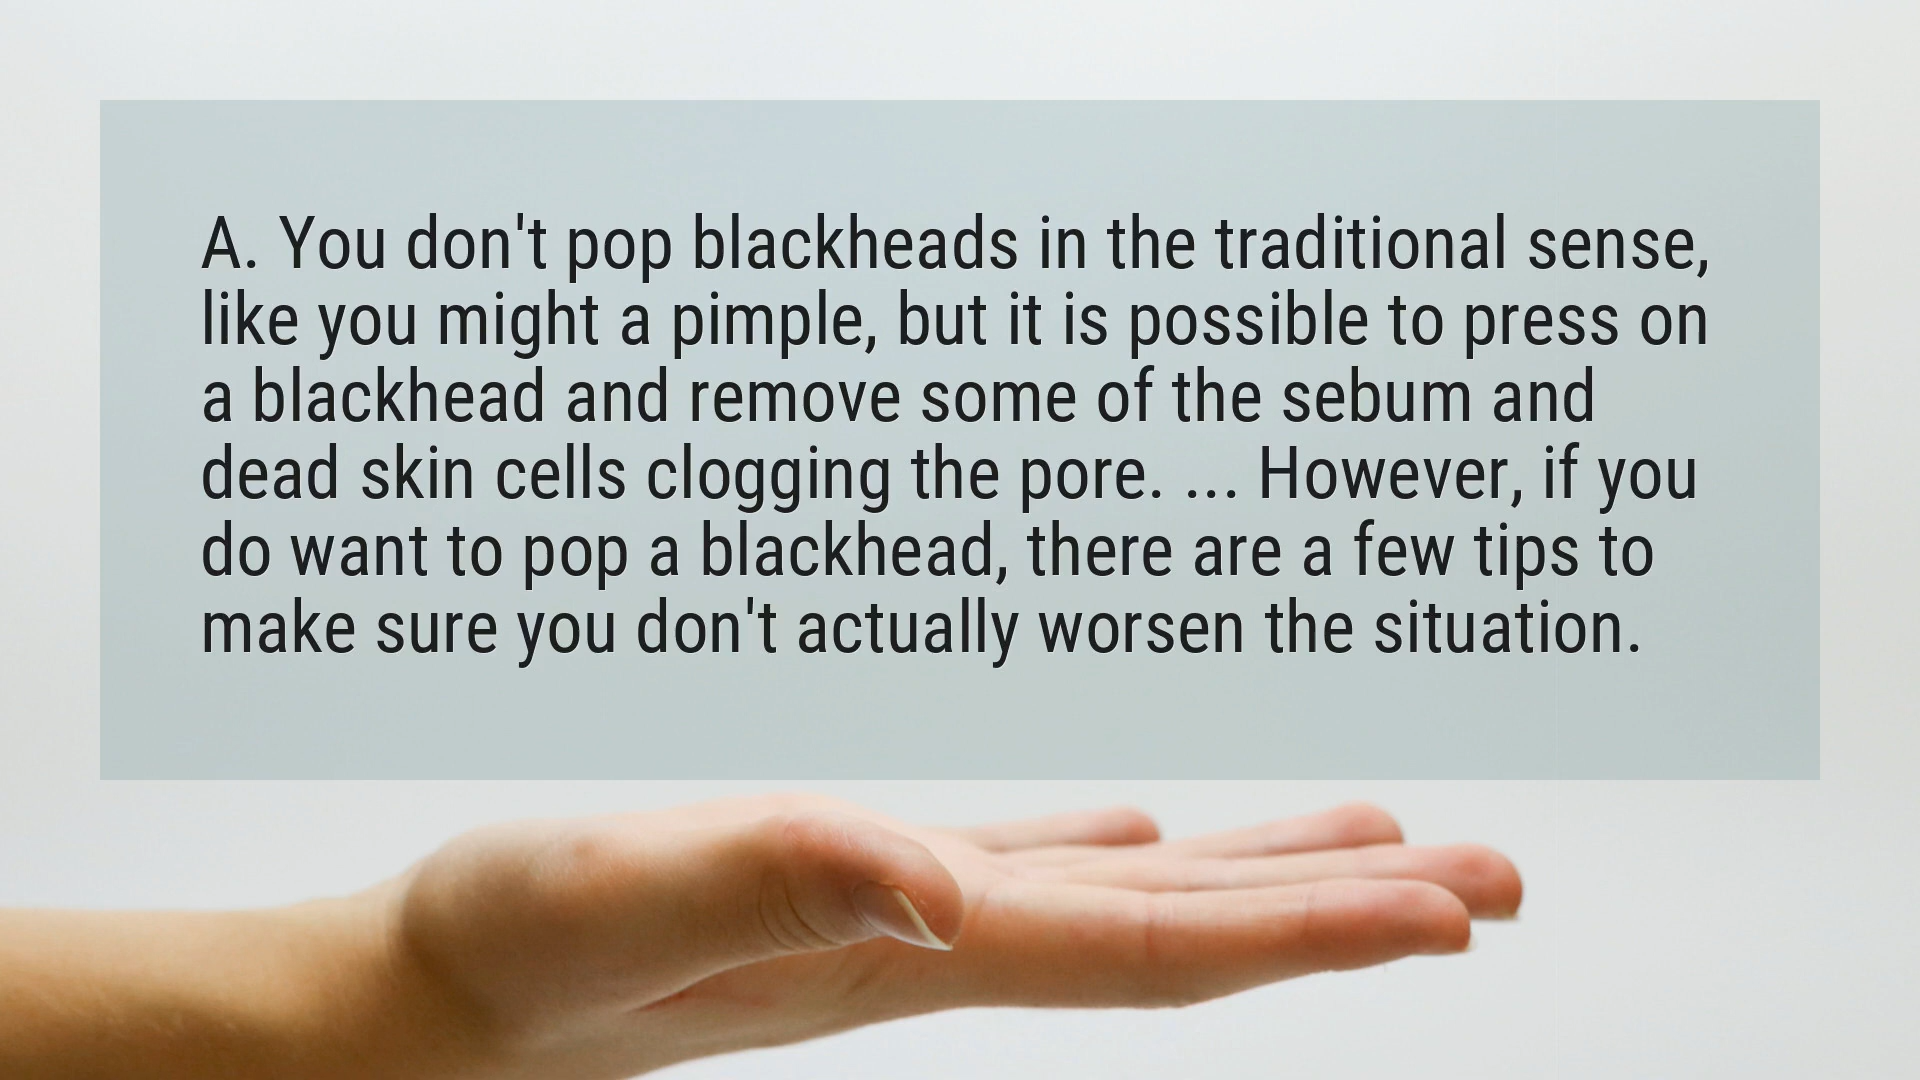 A. You don't pop blackheads in the traditional sense,
like you might a pimple, but it is possible to press on
a blackhead and remove some of the sebum and
dead skin cells clogging the pore. ... However, if you
do want to pop a blackhead, there are a few tips to
make sure you don't actually worsen the situation.